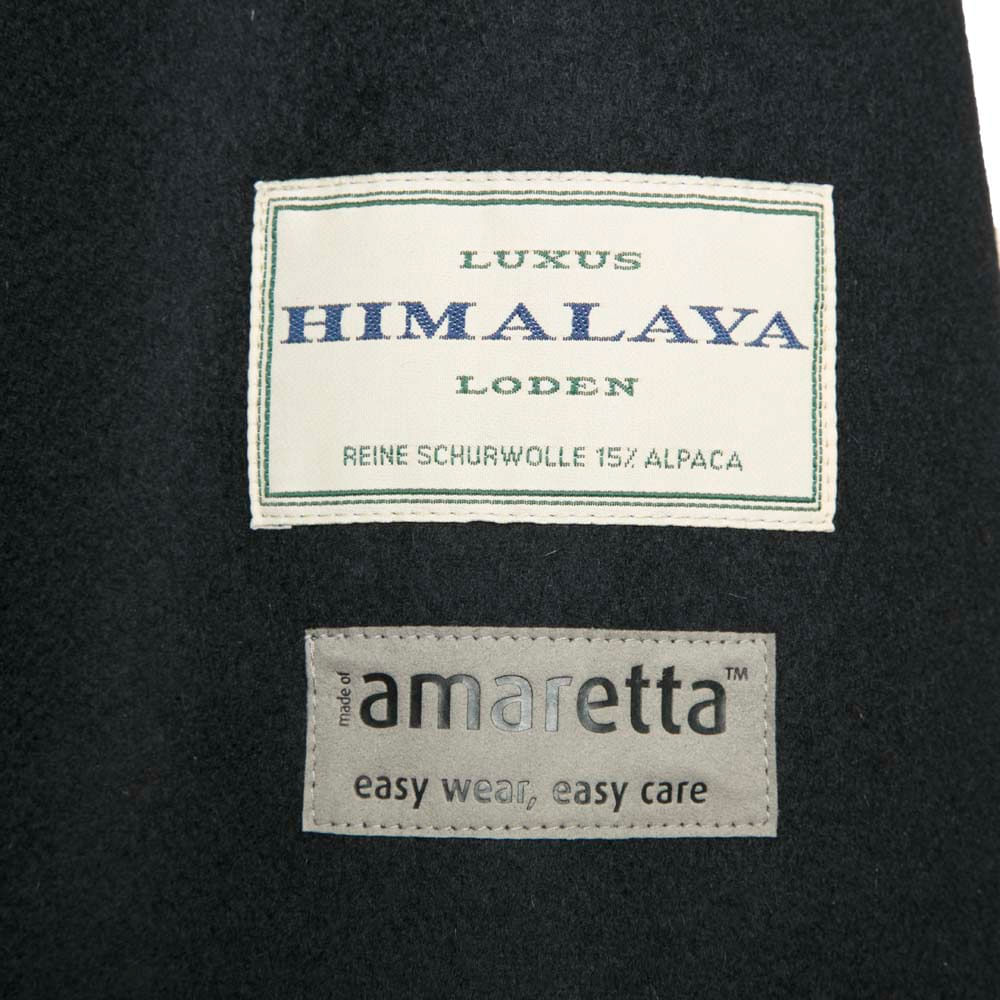 LUXUS
HIMALAYA
LODEN
REINE SCHURWOLLE 15% ALPACA
made of amaretta™
easy wear, easy care